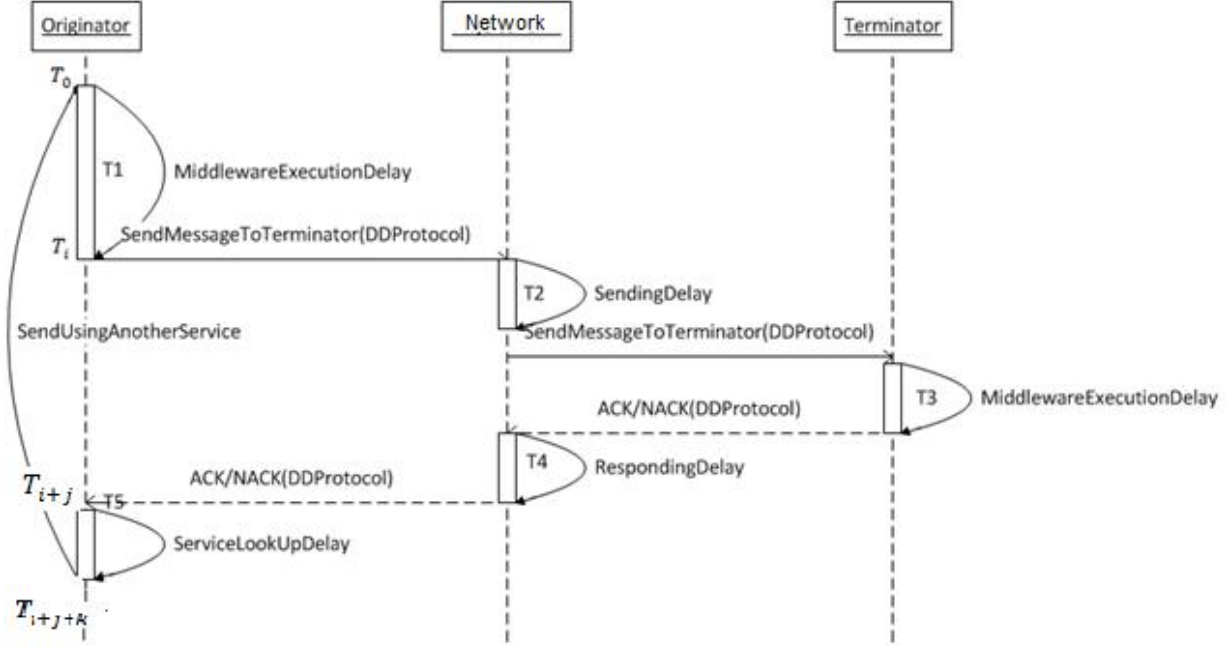 Originator
Network
Terminator
T0
T1
MiddlewareExecutionDelay
SendMessageToTerminator(DDProtocol)
Ti
T2
SendingDelay
SendUsingAnotherService
SendMessageToTerminator(DDProtocol)
T3
MiddlewareExecutionDelay
ACK/NACK(DDProtocol)
T4
RespondingDelay
ACK/NACK(DDProtocol)
Ti+j
T5
ServiceLookUpDelay
Ti+j+k